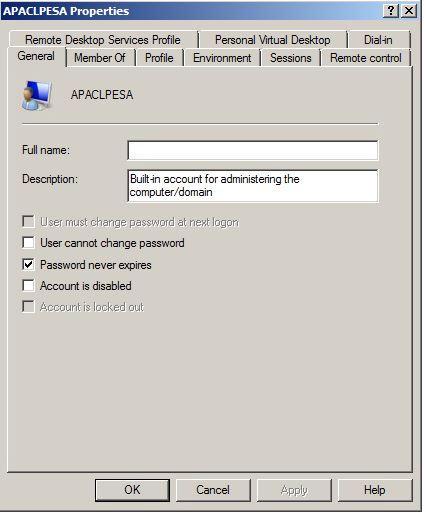 APACLPESA Properties
Remote Desktop Services Profile Personal Virtual Desktop Dial-in
General Member Of Profile Environment Sessions Remote control
APACLPESA
Full name:
Description: Built-in account for administering the
computer/domain
User must change password at next logon
User cannot change password
Password never expires
Account is disabled
Account is locked out
OK Cancel Apply Help